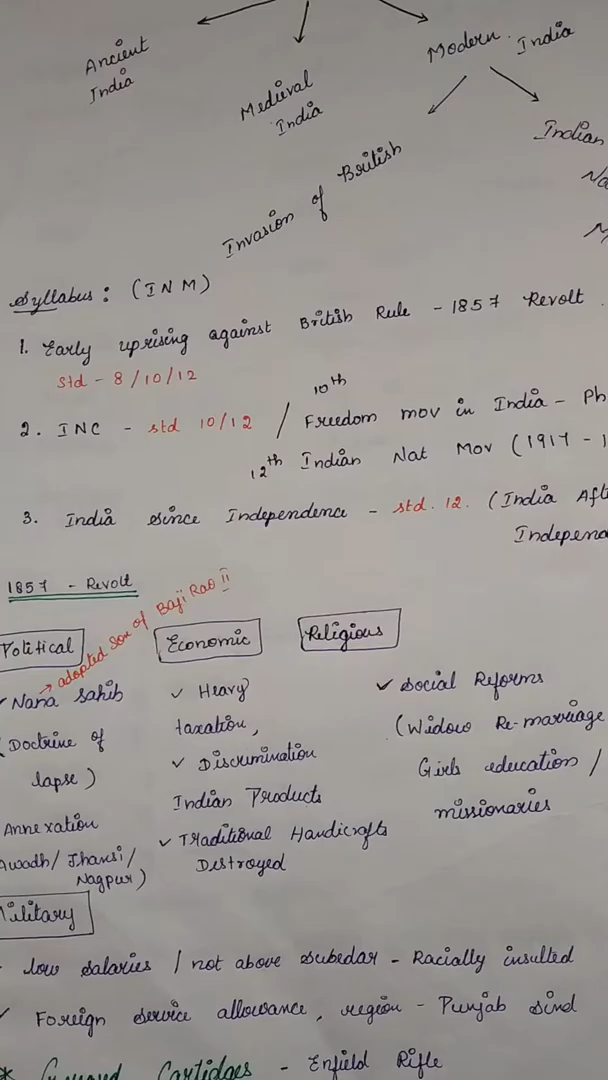 Ancient India
Medieval India
Modern India
Invasion of British
Indian
Syllabus: (INM)
1. Early uprising against British Rule - 1857 Revolt
Std - 8/10/12
2. INC - std 10/12 / 10th Freedom mov in India - Ph
12th Indian Nat Mov (1917 -
3. India since Independence - std. 12. (India Aft
Independ
1857 - Revolt
adopted son of Baji Rao II
Political
Economic
Religious
✓ Nana Sahib
(Doctrine of
lapse)
Annexation
Awadh/Jhansi/
Nagpur)
✓ Heavy
taxation,
✓ Discrimination
Indian Products
✓ Traditional Handicrafts
Destroyed
✓ Social Reforms
(Widow Re-marriage
Girls education /
missionaries
Military
low salaries / not above Subedar - Racially insulted
✓ Foreign service allowance, region - Punjab Sind
* Cartidges - Enfield Rifle